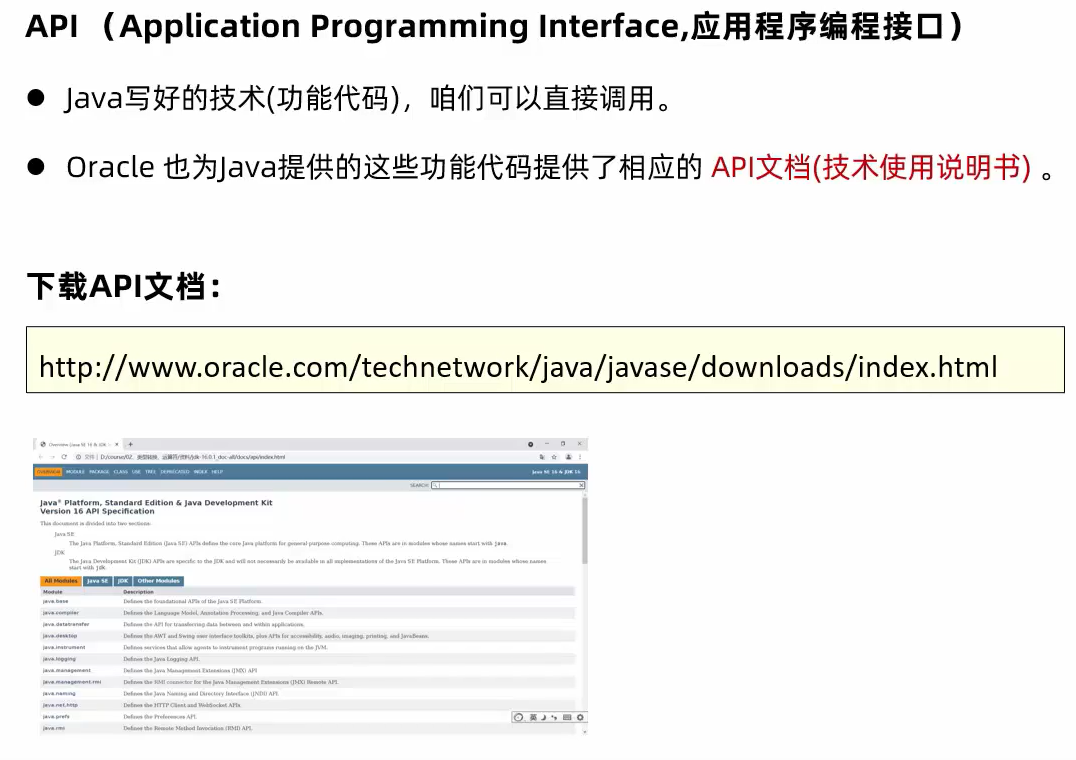 API （Application Programming Interface,应用程序编程接口）
● Java写好的技术(功能代码)，咱们可以直接调用。
● Oracle 也为Java提供的这些功能代码提供了相应的 API文档(技术使用说明书) 。
下载API文档：
http://www.oracle.com/technetwork/java/javase/downloads/index.html
Overview (Java SE 16 & JDK
OVERVIEW MODULE PACKAGE CLASS USE TREE DEPRECATED INDEX HELP Java SE 16 & JDK 16
SEARCH:
Java® Platform, Standard Edition & Java Development Kit
Version 16 API Specification
This document is divided into two sections:
Java SE
The Java Platform, Standard Edition (Java SE) APIs define the core Java platform for general-purpose computing. These APIs are in modules whose names start with java.
JDK
The Java Development Kit (JDK) APIs are specific to the JDK and will not necessarily be available in all implementations of the Java SE Platform. These APIs are in modules whose names
start with jdk.
All Modules Java SE JDK Other Modules
Module Description
java.base Defines the foundational APIs of the Java SE Platform.
java.compiler Defines the Language Model, Annotation Processing, and Java Compiler APIs.
java.datatransfer Defines the API for transferring data between and within applications.
java.desktop Defines the AWT and Swing user interface toolkits, plus APIs for accessibility, audio, imaging, printing, and JavaBeans.
java.instrument Defines services that allow agents to instrument programs running on the JVM.
java.logging Defines the Java Logging API.
java.management Defines the Java Management Extensions (JMX) API.
java.management.rmi Defines the RMI connector for the Java Management Extensions (JMX) Remote API.
java.naming Defines the Java Naming and Directory Interface (JNDI) API.
java.net.http Defines the HTTP Client and WebSocket APIs.
java.prefs Defines the Preferences API.
java.rmi Defines the Remote Method Invocation (RMI) API.
英